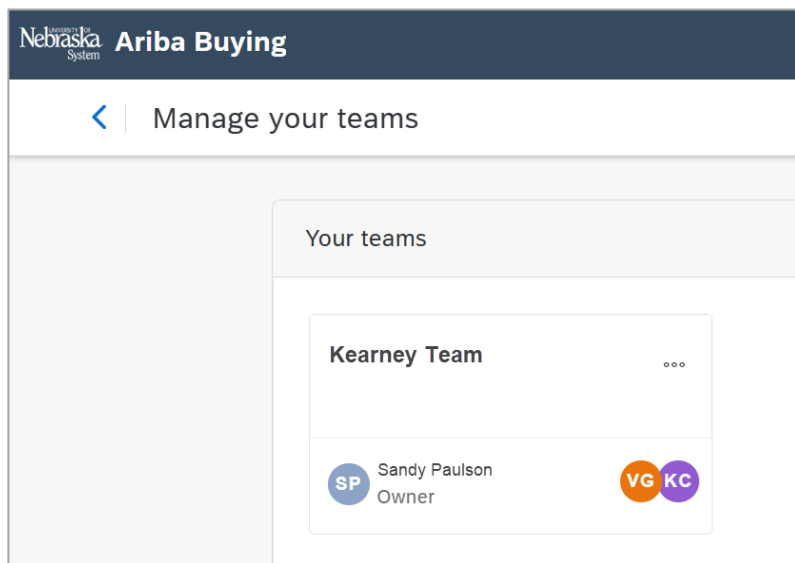 UNIVERSITY OF
Nebraska
System
Ariba Buying
Manage your teams
Your teams
Kearney Team
SP
Sandy Paulson
Owner
VG
KC